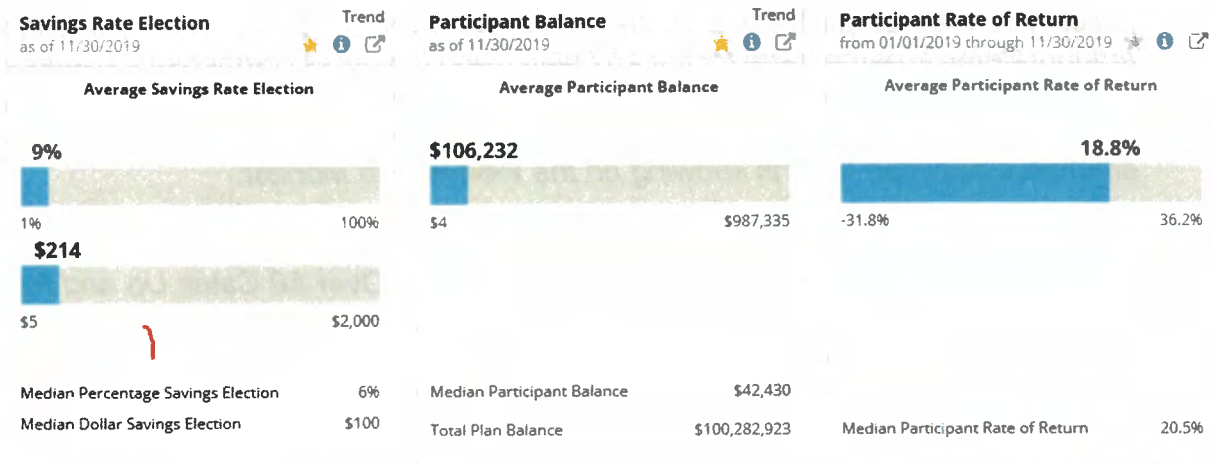 Savings Rate Election
Trend
as of 11/30/2019
Average Savings Rate Election
9%
1%
100%
$214
$5
$2,000
Median Percentage Savings Election 6%
Median Dollar Savings Election $100
Participant Balance
Trend
as of 11/30/2019
Average Participant Balance
$106,232
$4
$987,335
Median Participant Balance $42,430
Total Plan Balance $100,282,923
Participant Rate of Return
from 01/01/2019 through 11/30/2019
Average Participant Rate of Return
18.8%
-31.8%
36.2%
Median Participant Rate of Return 20.5%